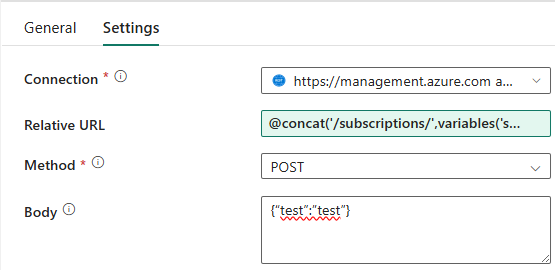 General Settings
Connection * https://management.azure.com a...
Relative URL @concat('/subscriptions/',variables('s...
Method * POST
Body {“test”:”test”}